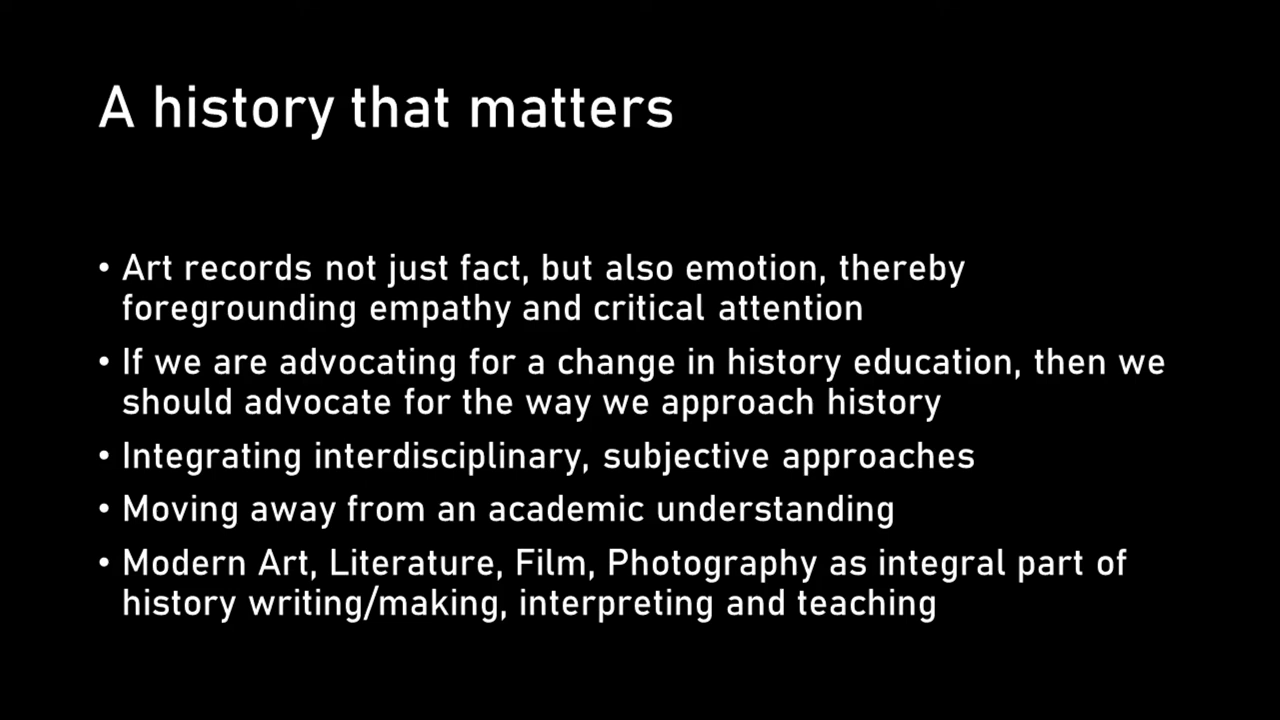 A history that matters
• Art records not just fact, but also emotion, thereby
foregrounding empathy and critical attention
• If we are advocating for a change in history education, then we
should advocate for the way we approach history
• Integrating interdisciplinary, subjective approaches
• Moving away from an academic understanding
• Modern Art, Literature, Film, Photography as integral part of
history writing/making, interpreting and teaching